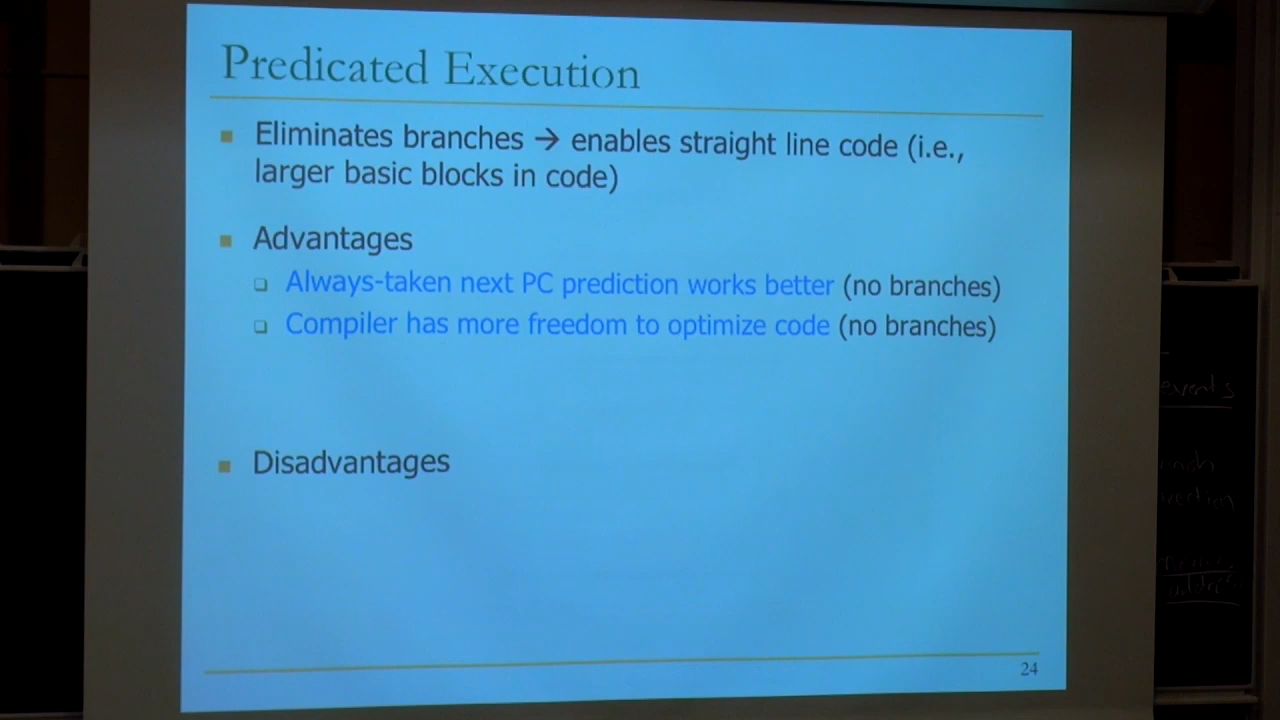 Predicated Execution
Eliminates branches → enables straight line code (i.e.,
larger basic blocks in code)
Advantages
Always-taken next PC prediction works better (no branches)
Compiler has more freedom to optimize code (no branches)
Disadvantages
24
events